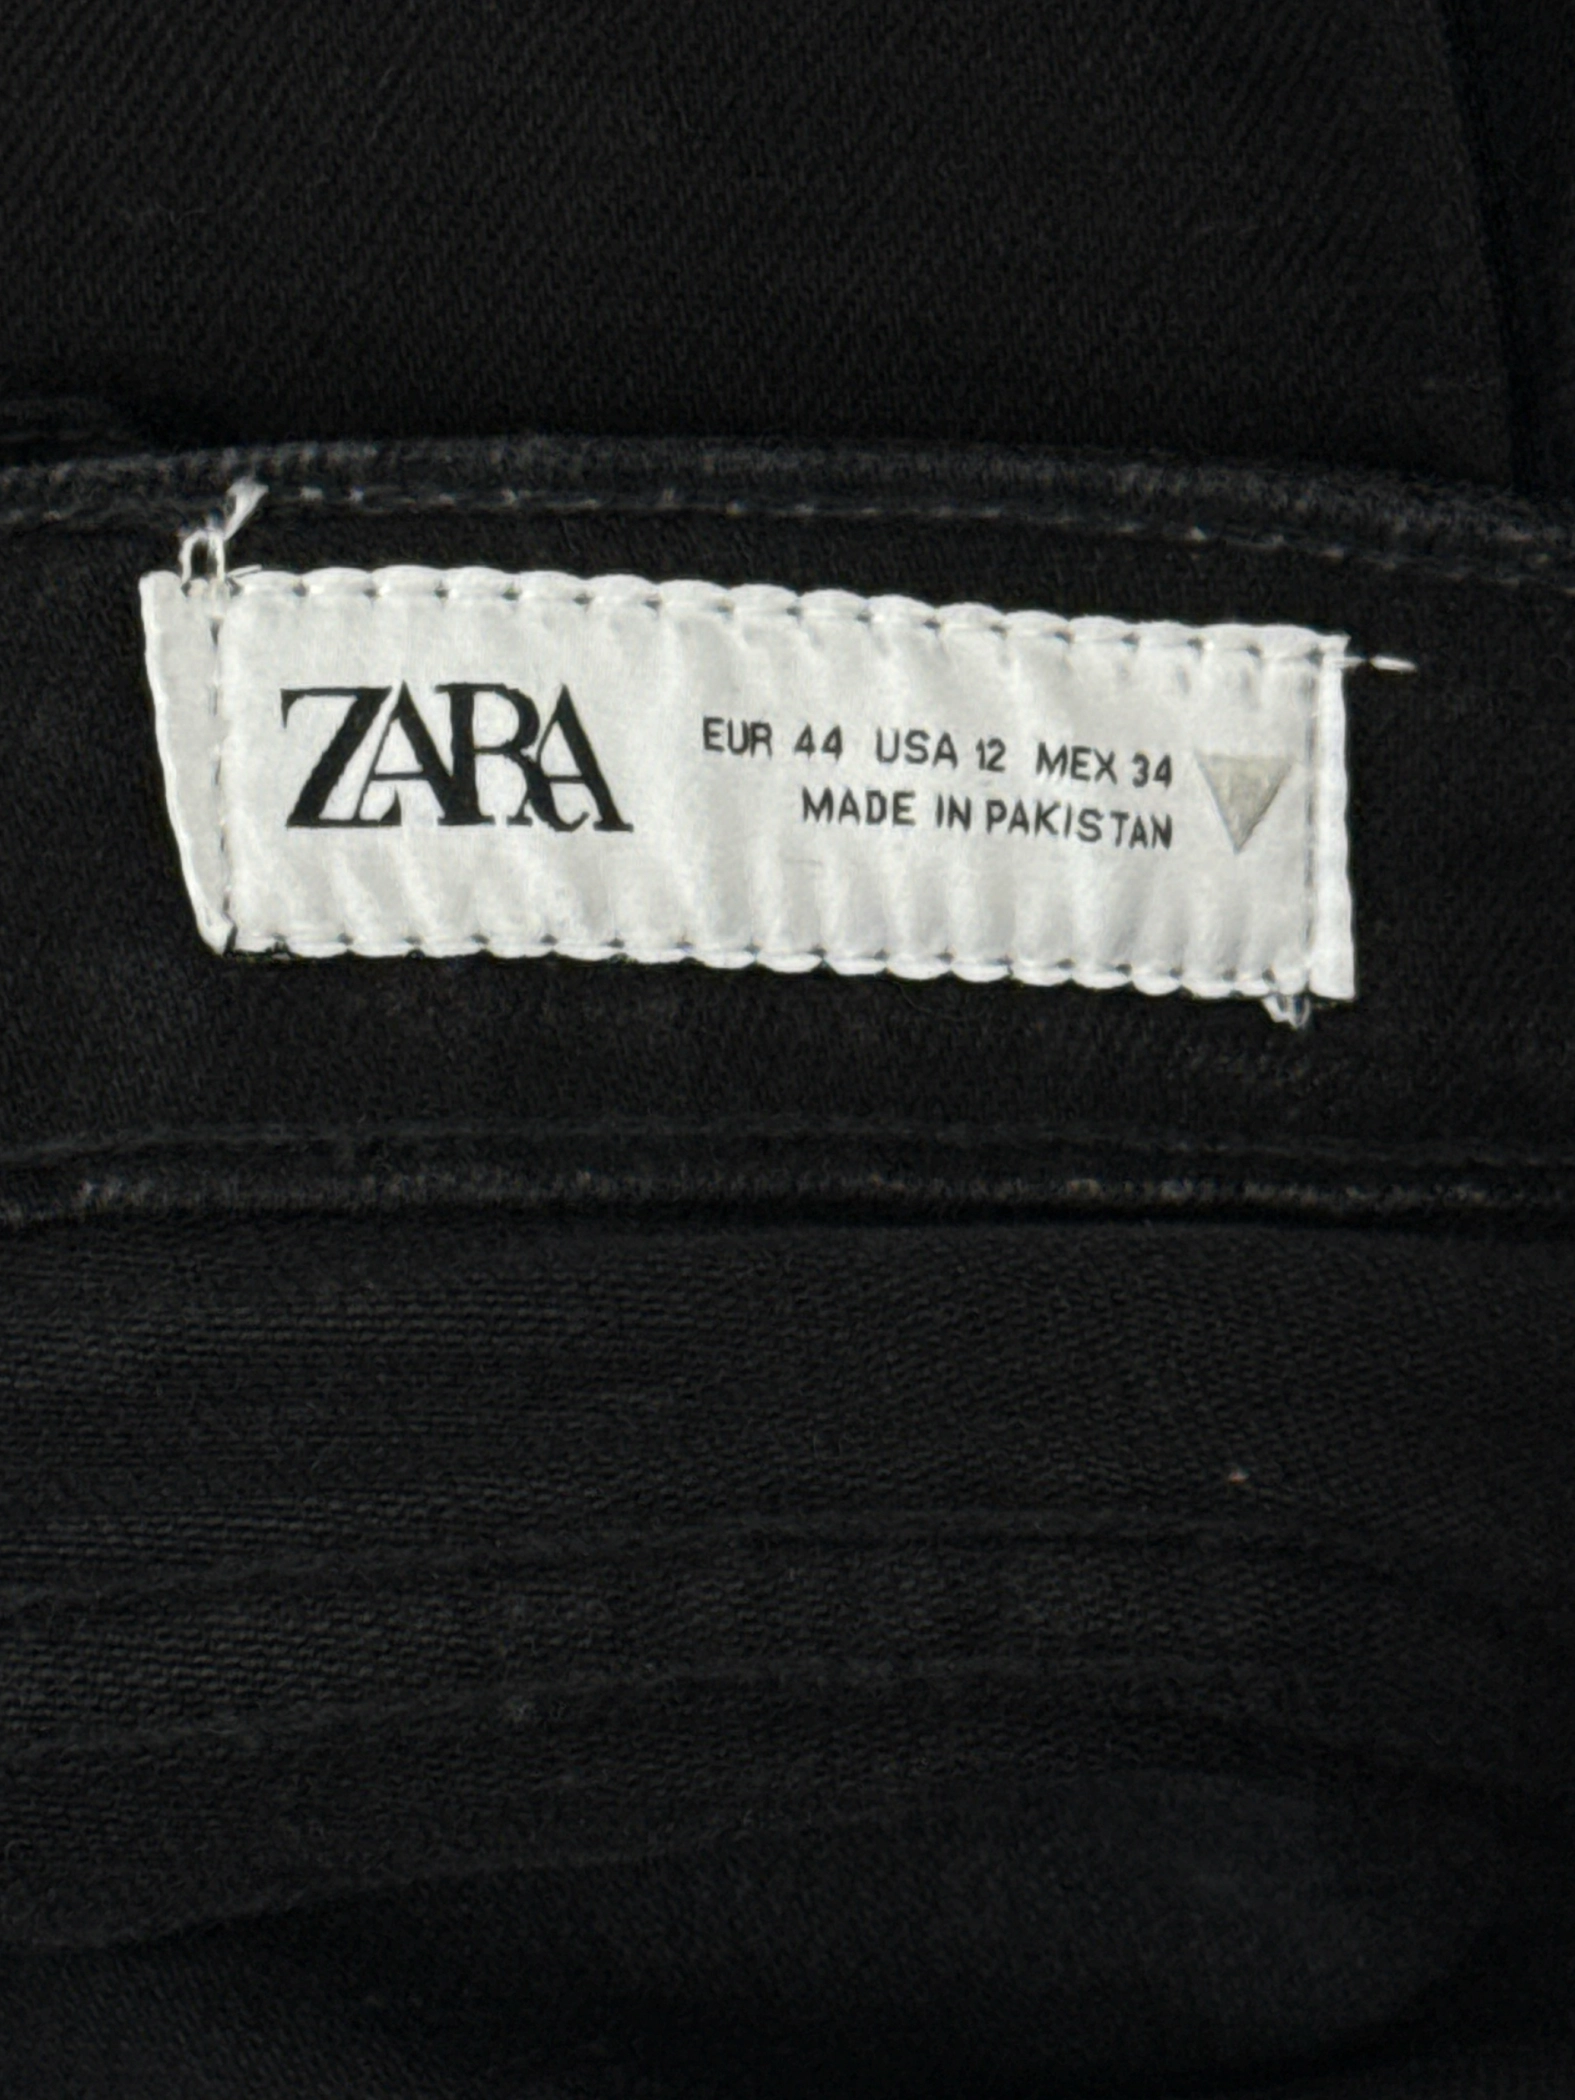 ZARA
EUR 44 USA 12 MEX 34
MADE IN PAKISTAN